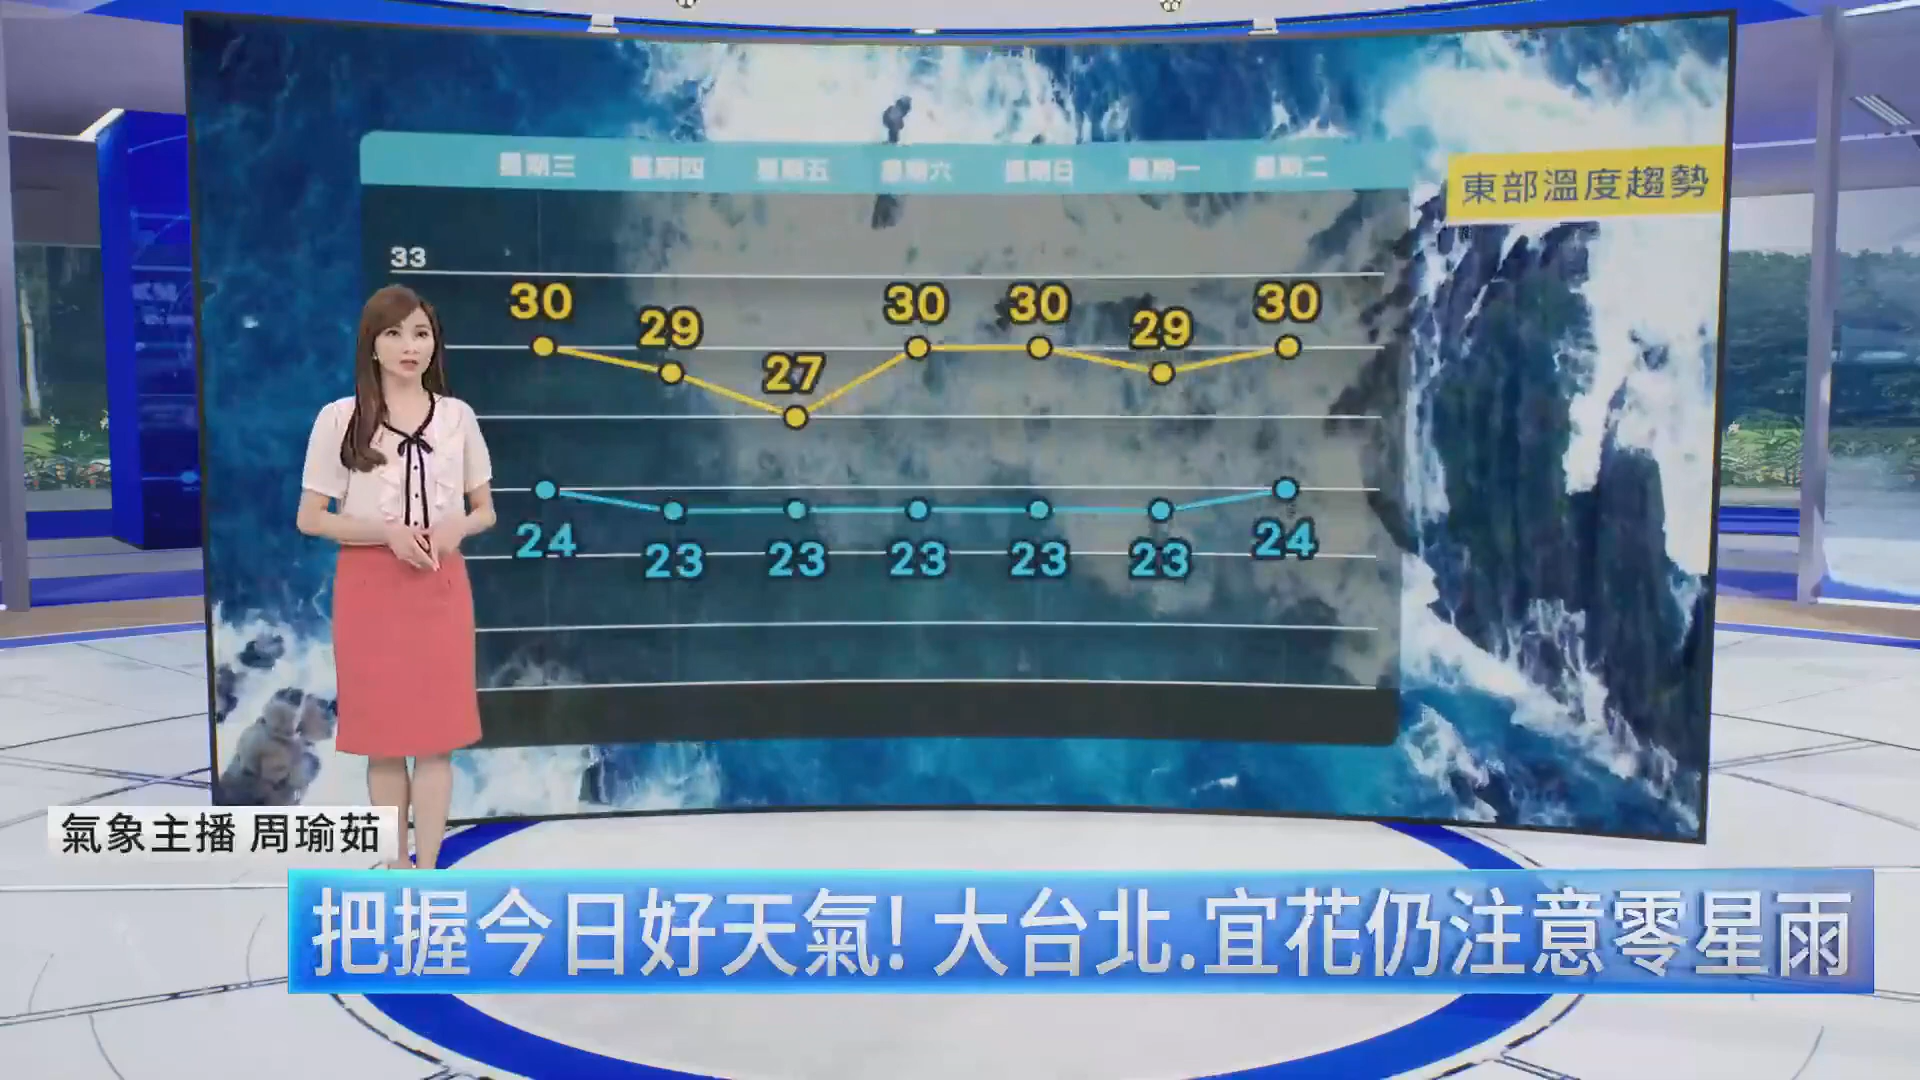 星期三 星期四 星期五 星期六 星期日 星期一 星期二
東部溫度趨勢
33
30 29 27 30 30 29 30
24 23 23 23 23 23 24
氣象主播 周瑜茹
把握今日好天氣! 大台北.宜花仍注意零星雨